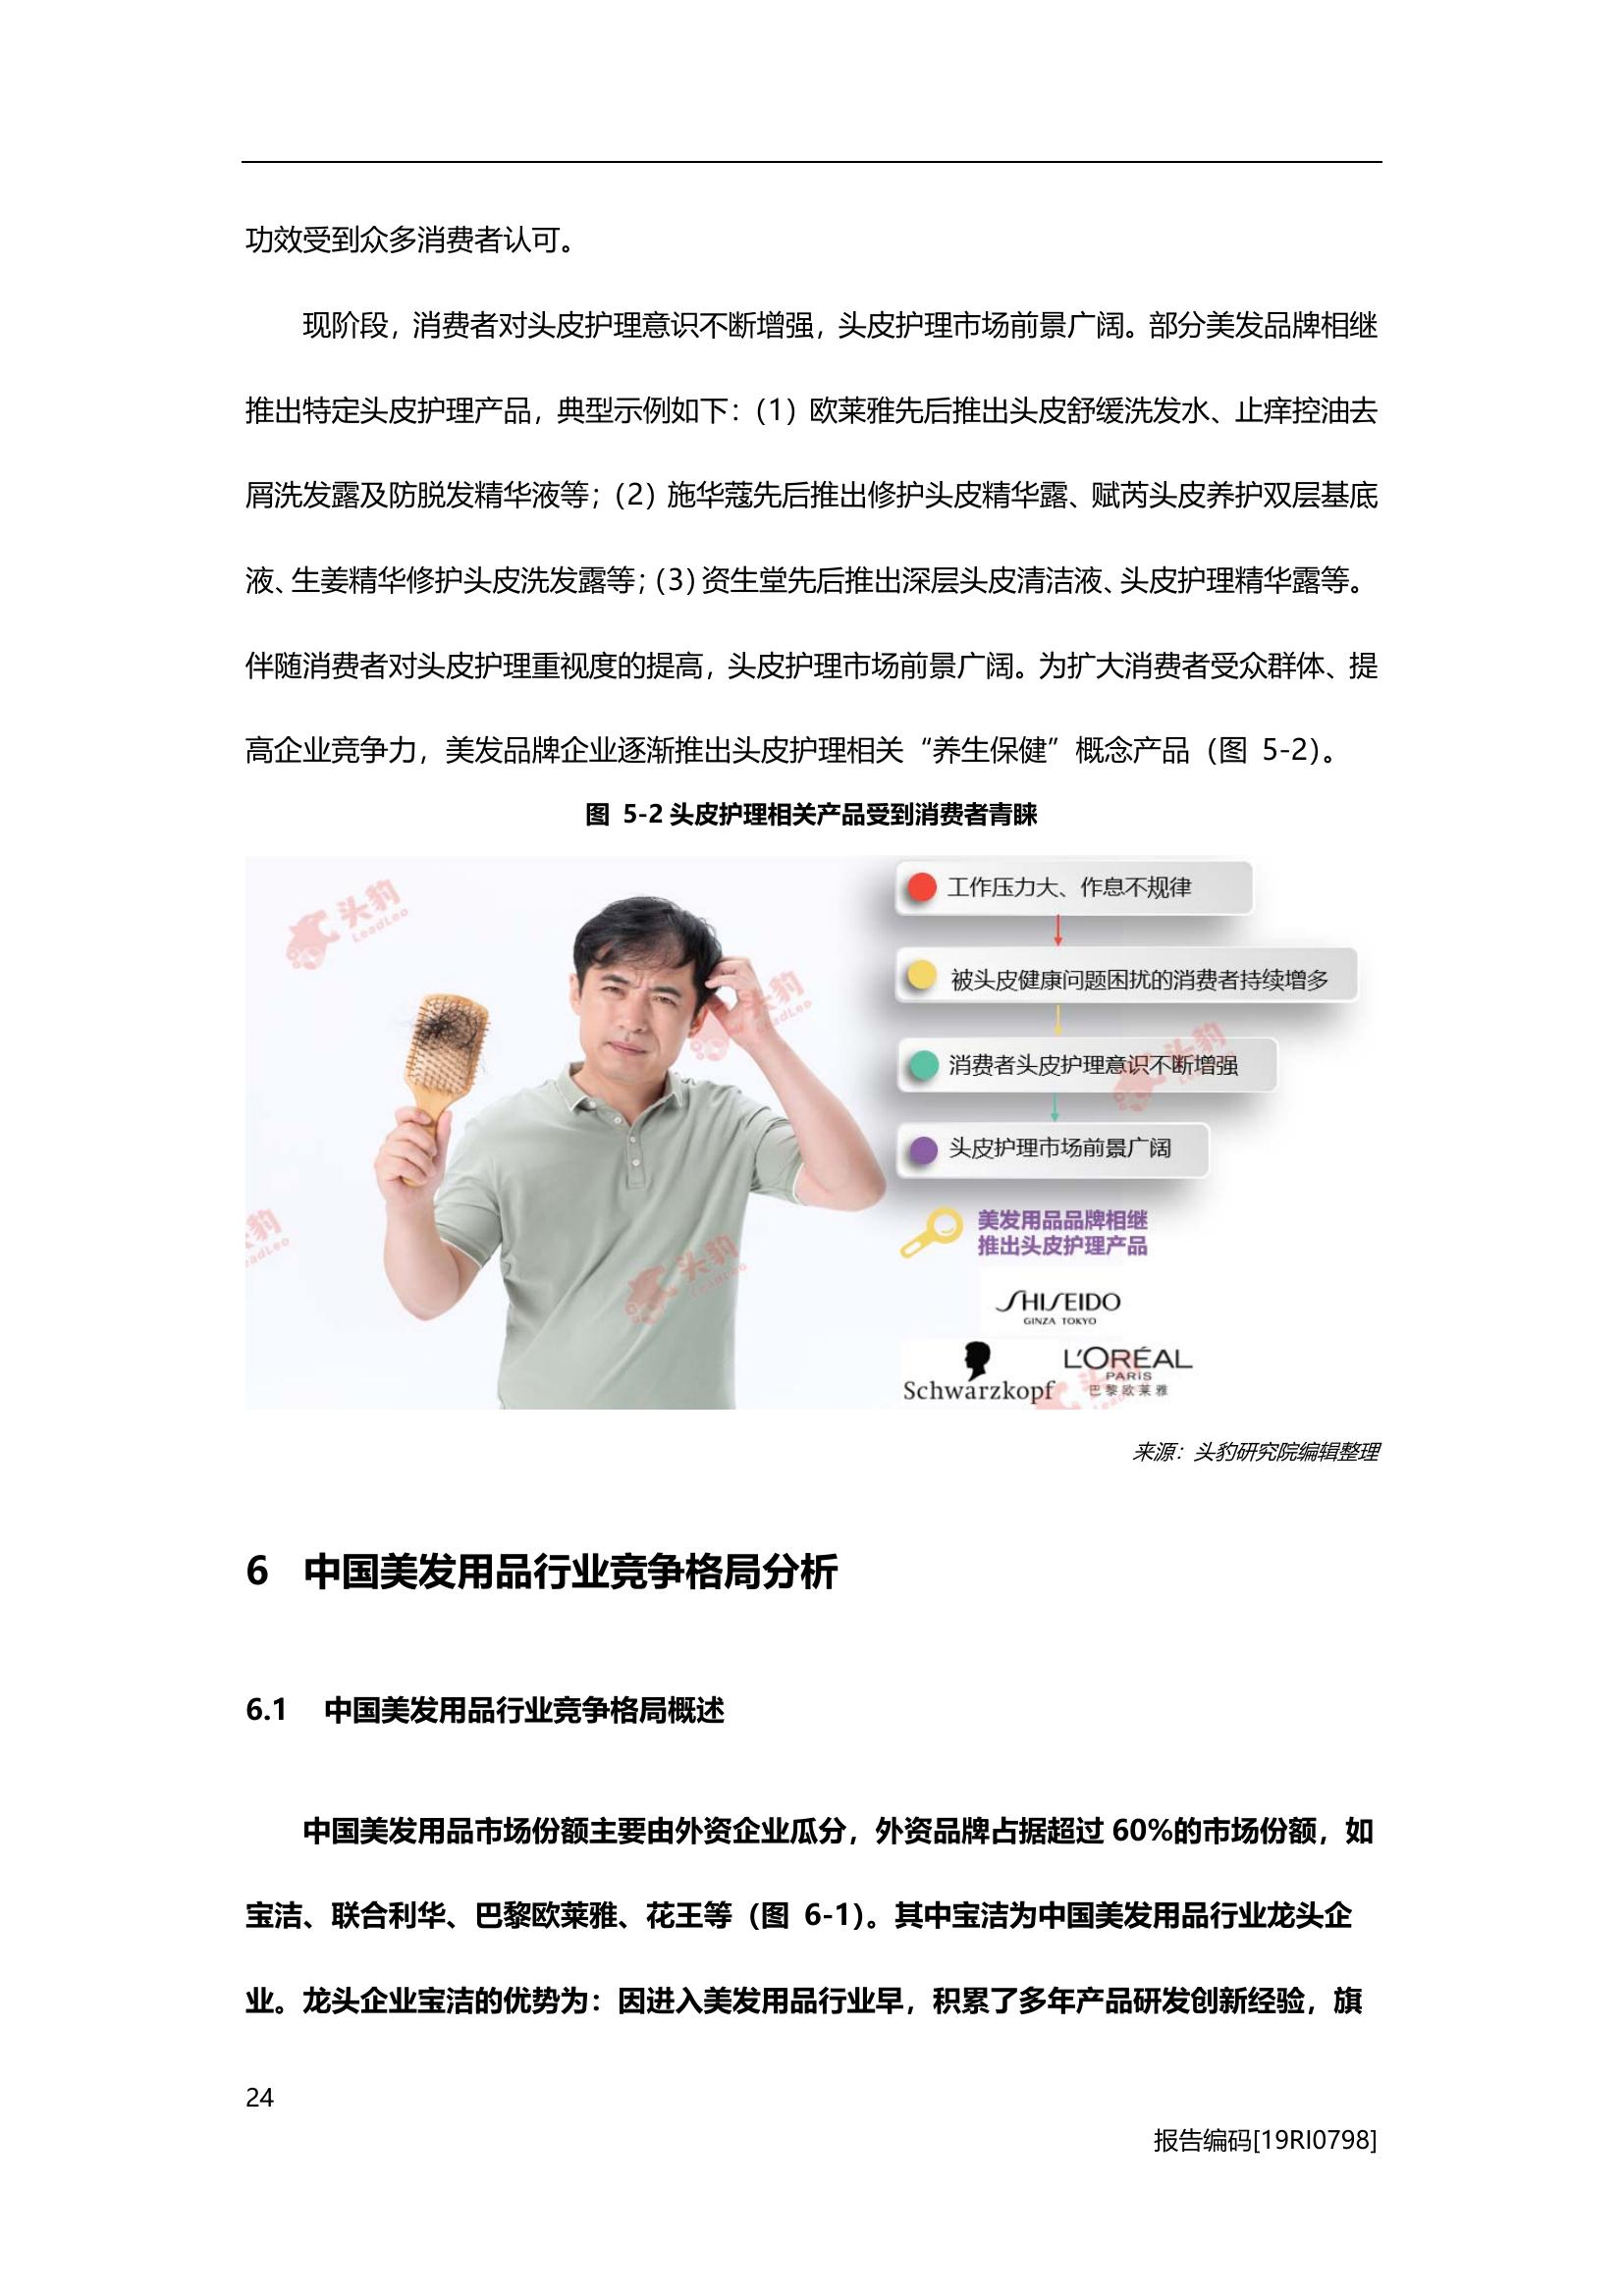 功效受到众多消费者认可。
现阶段，消费者对头皮护理意识不断增强，头皮护理市场前景广阔。部分美发品牌相继
推出特定头皮护理产品，典型示例如下：（1）欧莱雅先后推出头皮舒缓洗发水、止痒控油去
屑洗发露及防脱发精华液等；（2）施华蔻先后推出修护头皮精华露、赋芮头皮养护双层基底
液、生姜精华修护头皮洗发露等；（3）资生堂先后推出深层头皮清洁液、头皮护理精华露等。
伴随消费者对头皮护理重视度的提高，头皮护理市场前景广阔。为扩大消费者受众群体、提
高企业竞争力，美发品牌企业逐渐推出头皮护理相关“养生保健”概念产品（图 5-2）。
图 5-2 头皮护理相关产品受到消费者青睐
头豹
LeadLeo
工作压力大、作息不规律
被头皮健康问题困扰的消费者持续增多
头豹
LeadLeo
消费者头皮护理意识不断增强
头豹
LeadLeo
头皮护理市场前景广阔
豹
adLeo
头豹
LeadLeo
美发用品品牌相继
推出头皮护理产品
SHISEIDO
GINZA TOKYO
Schwarzkopf
L'ORÉAL
PARIS
巴黎欧莱雅
头豹
来源：头豹研究院编辑整理
6 中国美发用品行业竞争格局分析
6.1 中国美发用品行业竞争格局概述
中国美发用品市场份额主要由外资企业瓜分，外资品牌占据超过 60%的市场份额，如
宝洁、联合利华、巴黎欧莱雅、花王等（图 6-1）。其中宝洁为中国美发用品行业龙头企
业。龙头企业宝洁的优势为：因进入美发用品行业早，积累了多年产品研发创新经验，旗
24
报告编码[19RI0798]